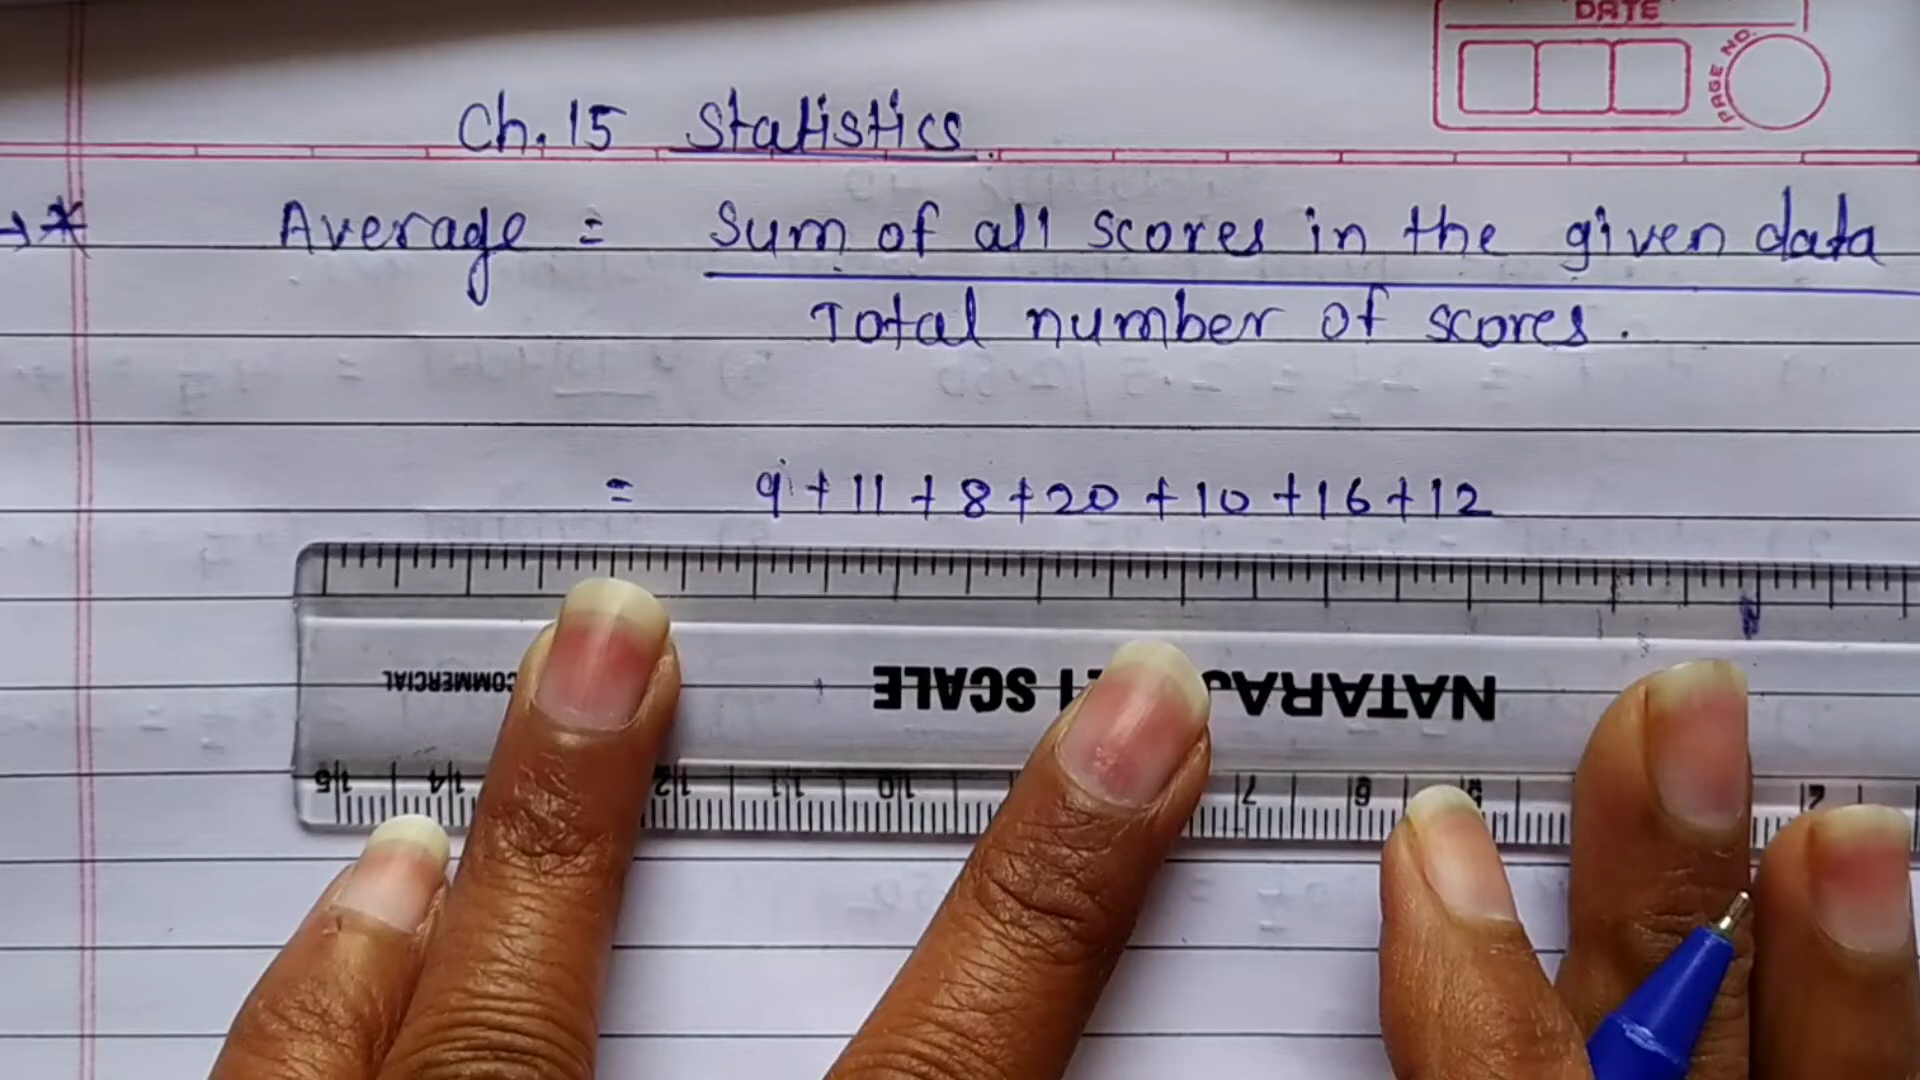 DATE
PAGE NO.
Ch. 15 Statistics.
→* Average = Sum of all scores in the given data
Total number of scores.
= 9+11+8+20+10+16+12
COMMERCIAL
SCALE
NATARAJ
15 14 12 11 10 7 6 5 2